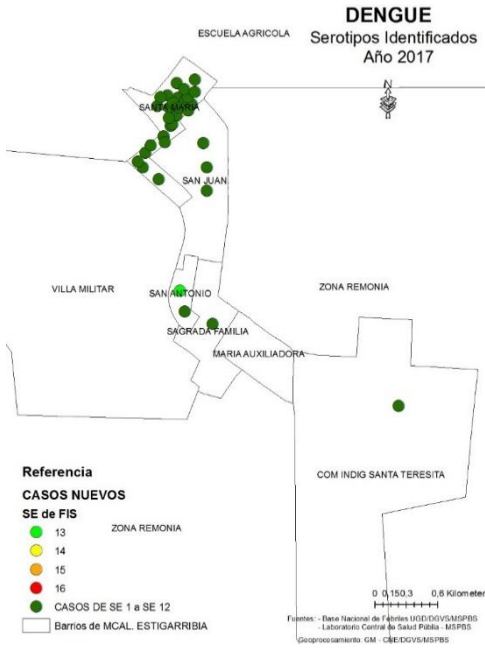 DENGUE
Serotipos Identificados
Año 2017
ESCUELA AGRICOLA
N
SANTA MARIA
SAN JUAN
VILLA MILITAR
SAN ANTONIO
ZONA REMONIA
SAGRADA FAMILIA
MARIA AUXILIADORA
COM INDIG SANTA TERESITA
Referencia
CASOS NUEVOS
SE de FIS
13
14
15
16
CASOS DE SE 1 a SE 12
Barrios de MCAL. ESTIGARRIBIA
ZONA REMONIA
0 0,150,3 0,6 Kilometer
Fuentes: - Base Nacional de Febriles UGD/DGVS/MSPBS
- Laboratorio Central de Salud Públia - MSPBS
Geoprocesamiento: GM - CNE/DGVS/MSPBS